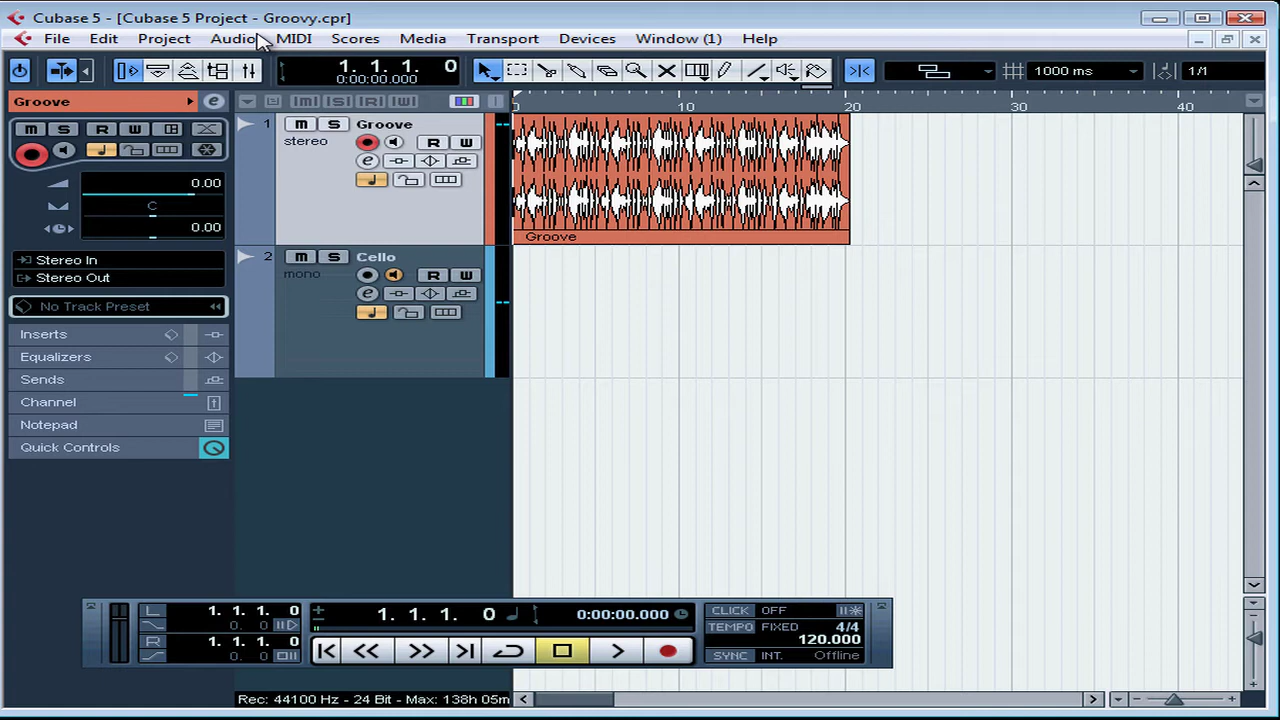 Cubase 5 - [Cubase 5 Project - Groovy.cpr]
File Edit Project Audio MIDI Scores Media Transport Devices Window (1) Help
1. 1. 1. 0
0:00:00.000
1000 ms
1/1
Groove
e
[M] [S] [R] [W]
0 10 20 30 40
M S R W
0.00
C
0.00
Stereo In
Stereo Out
No Track Preset
Inserts
Equalizers
Sends
Channel
Notepad
Quick Controls
1 M S Groove
stereo R W
e
Groove
2 M S Cello
mono R W
e
L 1. 1. 1. 0
0. 0
R 1. 1. 1. 0
0. 0
1. 1. 1. 0 0:00:00.000
CLICK OFF
TEMPO FIXED 4/4
120.000
SYNC INT. Offline
Rec: 44100 Hz - 24 Bit - Max: 138h 05m